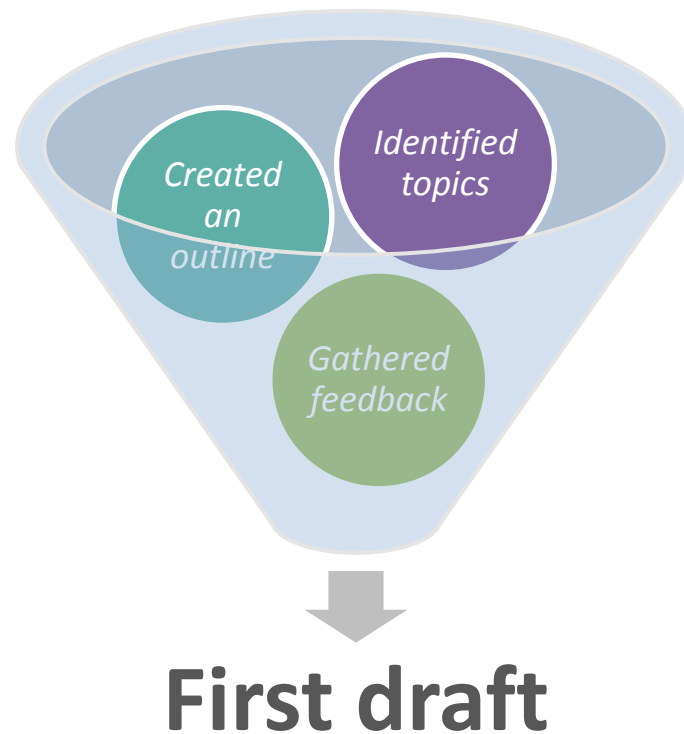 Created
an
outline
Identified
topics
Gathered
feedback
First draft